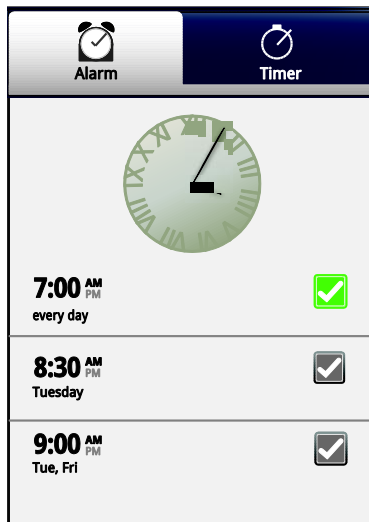 Alarm
Timer
7:00 AM PM
every day
8:30 AM PM
Tuesday
9:00 AM PM
Tue, Fri